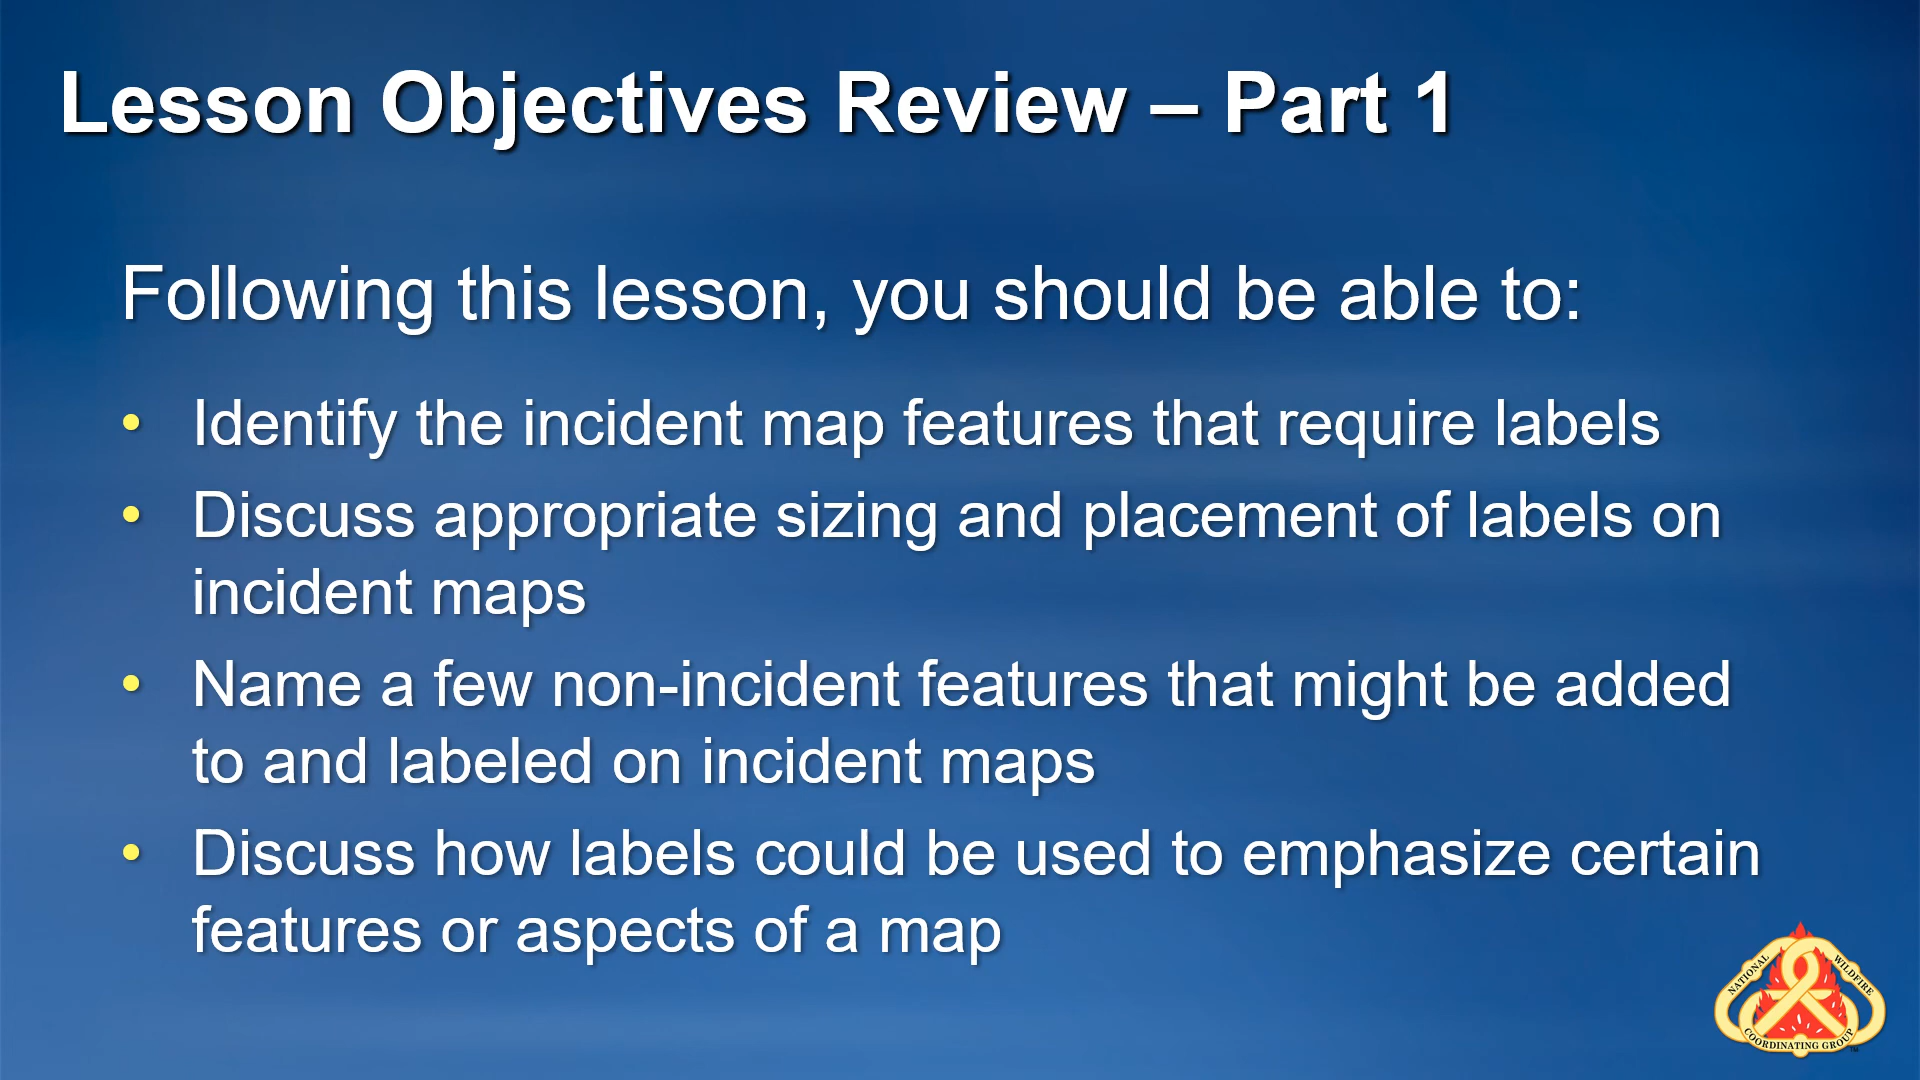 Lesson Objectives Review – Part 1
Following this lesson, you should be able to:
• Identify the incident map features that require labels
• Discuss appropriate sizing and placement of labels on
incident maps
• Name a few non-incident features that might be added
to and labeled on incident maps
• Discuss how labels could be used to emphasize certain
features or aspects of a map
NATIONAL WILDFIRE
COORDINATING GROUP ™